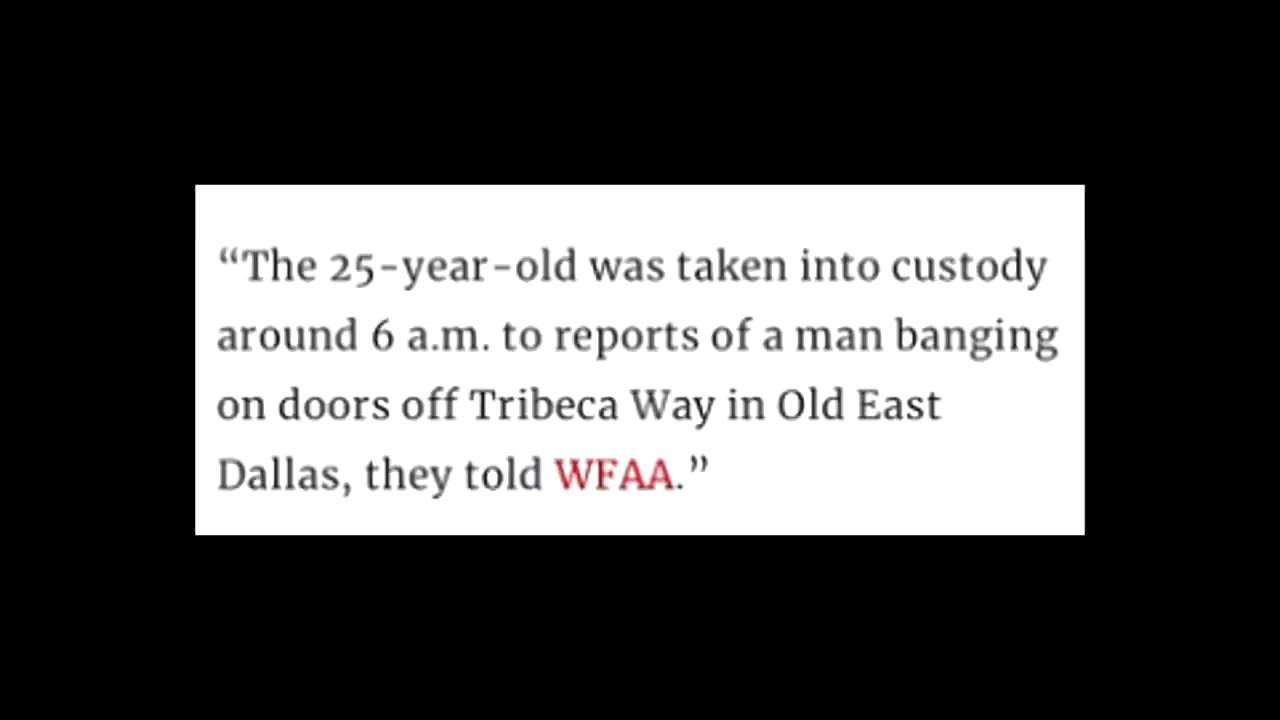 “The 25-year-old was taken into custody
around 6 a.m. to reports of a man banging
on doors off Tribeca Way in Old East
Dallas, they told WFAA.”